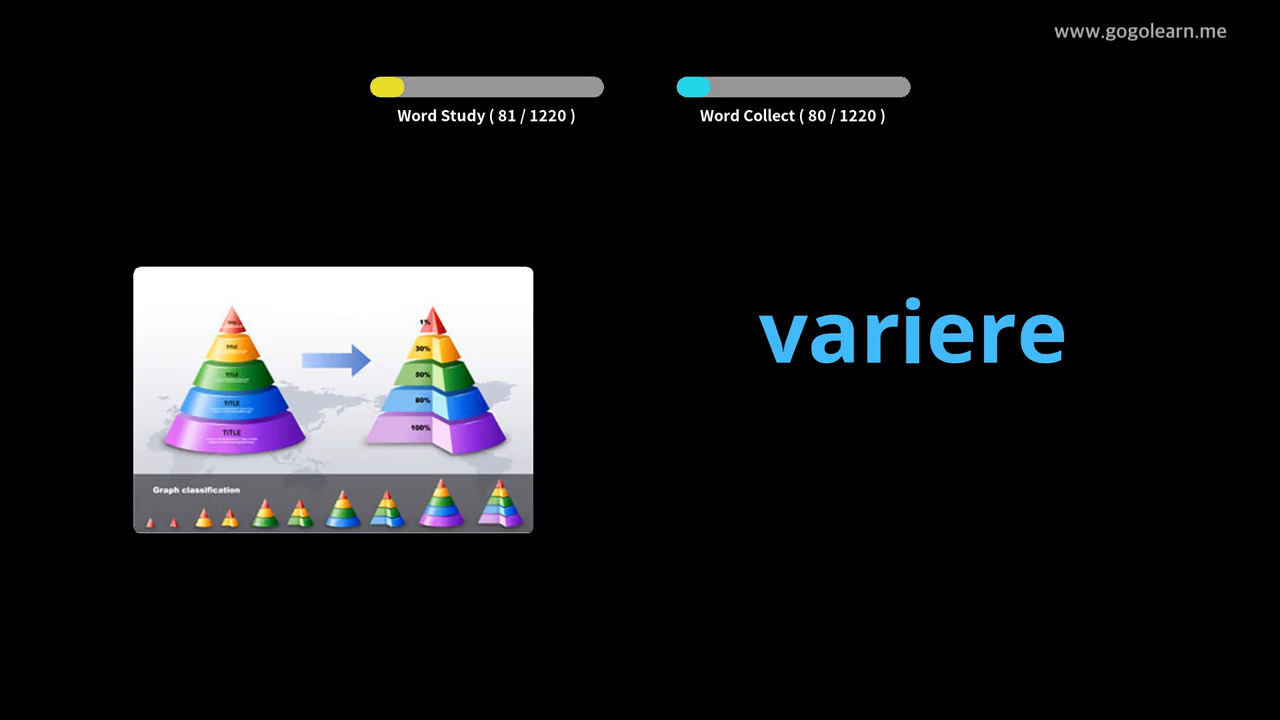 www.gogolearn.me
Word Study ( 81 / 1220 )
Word Collect ( 80 / 1220 )
variere
TITLE
TITLE
TITLE
TITLE
1%
30%
50%
80%
100%
Graph classification